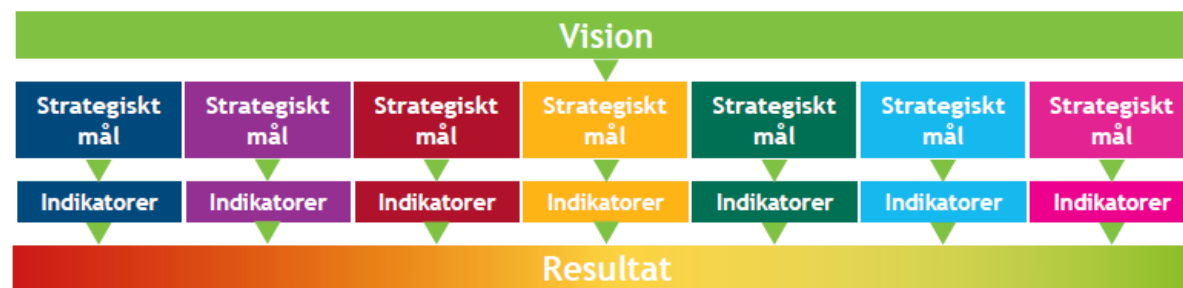 Vision
Strategiskt Strategiskt Strategiskt Strategiskt Strategiskt Strategiskt Strategiskt
mål mål mål mål mål mål mål
Indikatorer Indikatorer Indikatorer Indikatorer Indikatorer Indikatorer Indikatorer
Resultat